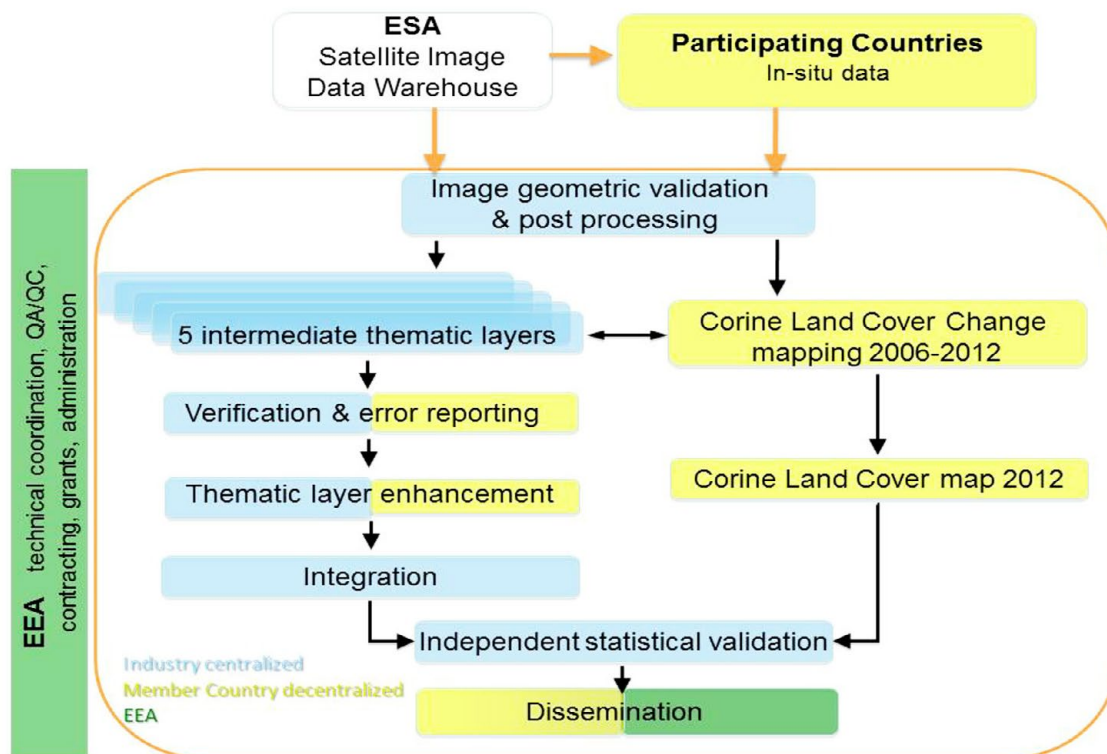 ESA
Satellite Image
Data Warehouse
Participating Countries
In-situ data
EEA technical coordination, QA/QC,
contracting, grants, administration
Image geometric validation
& post processing
5 intermediate thematic layers
Corine Land Cover Change
mapping 2006-2012
Verification & error reporting
Thematic layer enhancement
Corine Land Cover map 2012
Integration
Independent statistical validation
Industry centralized
Member Country decentralized
EEA
Dissemination